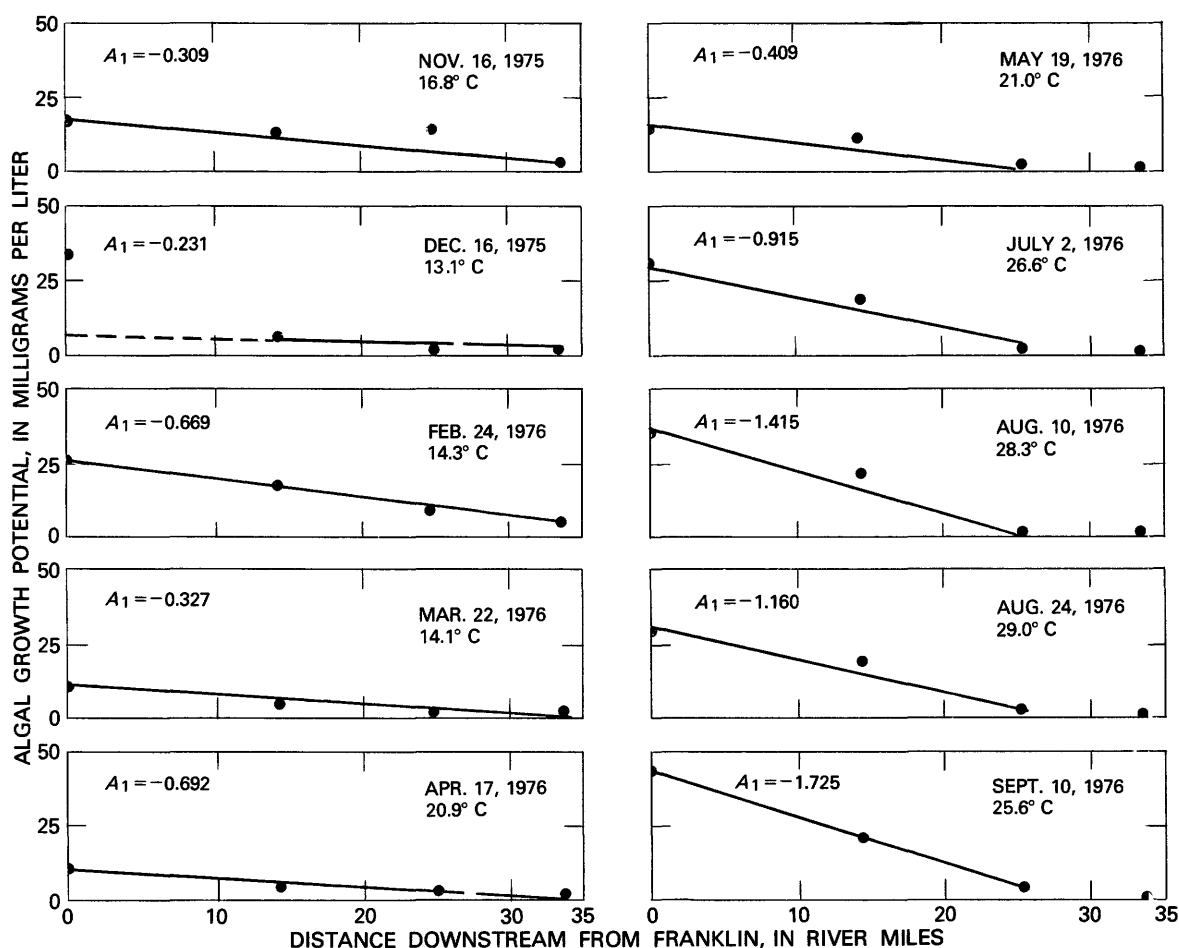 ALGAL GROWTH POTENTIAL, IN MILLIGRAMS PER LITER
50
25
0
A1=−0.309
NOV. 16, 1975
16.8° C
50
25
0
A1=−0.231
DEC. 16, 1975
13.1° C
50
25
0
A1=−0.669
FEB. 24, 1976
14.3° C
50
25
0
A1=−0.327
MAR. 22, 1976
14.1° C
50
25
0
A1=−0.692
APR. 17, 1976
20.9° C
0 10 20 30 35
A1=−0.409
MAY 19, 1976
21.0° C
A1=−0.915
JULY 2, 1976
26.6° C
A1=−1.415
AUG. 10, 1976
28.3° C
A1=−1.160
AUG. 24, 1976
29.0° C
A1=−1.725
SEPT. 10, 1976
25.6° C
0 10 20 30 35
DISTANCE DOWNSTREAM FROM FRANKLIN, IN RIVER MILES